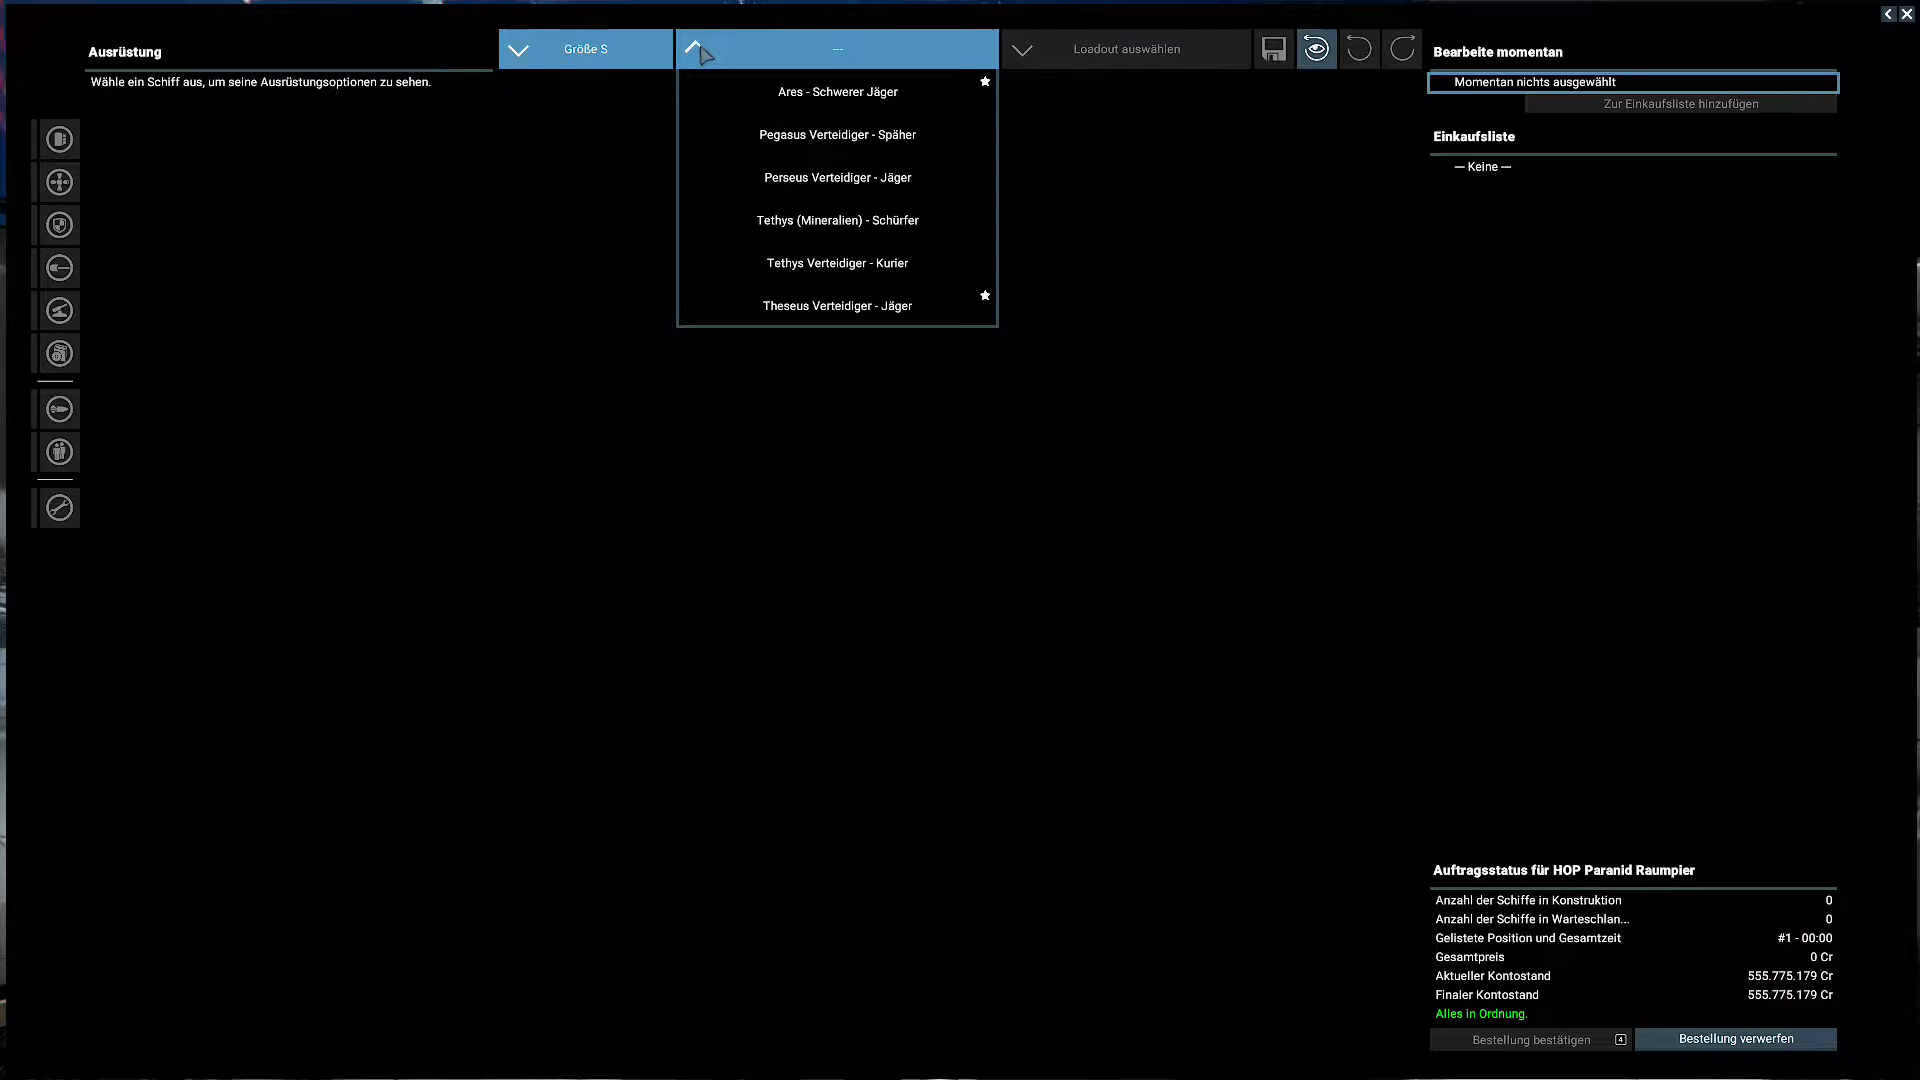 Ausrüstung
Wähle ein Schiff aus, um seine Ausrüstungsoptionen zu sehen.
Größe S
---
Loadout auswählen
Ares - Schwerer Jäger
Pegasus Verteidiger - Späher
Perseus Verteidiger - Jäger
Tethys (Mineralien) - Schürfer
Tethys Verteidiger - Kurier
Theseus Verteidiger - Jäger
Bearbeite momentan
Momentan nichts ausgewählt
Zur Einkaufsliste hinzufügen
Einkaufsliste
— Keine —
Auftragsstatus für HOP Paranid Raumpier
Anzahl der Schiffe in Konstruktion 0
Anzahl der Schiffe in Warteschlan... 0
Gelistete Position und Gesamtzeit #1 - 00:00
Gesamtpreis 0 Cr
Aktueller Kontostand 555.775.179 Cr
Finaler Kontostand 555.775.179 Cr
Alles in Ordnung.
Bestellung bestätigen 4
Bestellung verwerfen